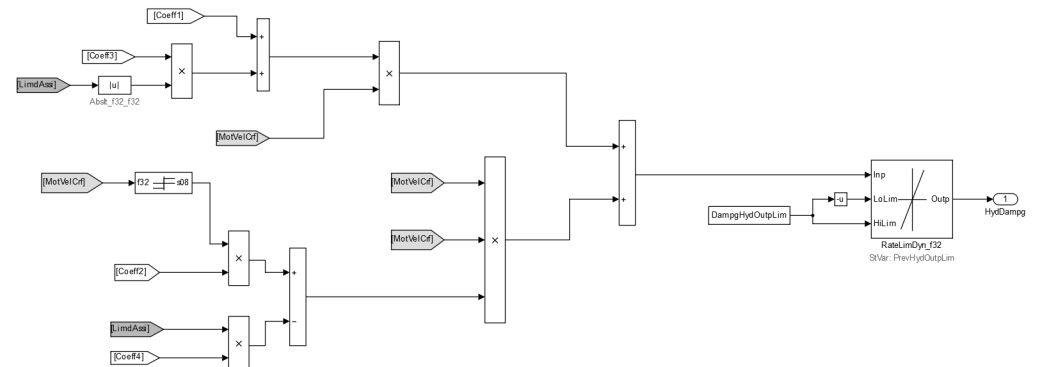 [Coeff1]
[Coeff3]
[LimdAssi]
|u|
Abslt_f32_f32
×
+
+
×
[MotVelCrf]
[MotVelCrf]
f32 s08
[Coeff2]
×
[LimdAssi]
[Coeff4]
×
+
−
[MotVelCrf]
[MotVelCrf]
×
+
+
DampgHydOutpLim
-u
Inp
LoLim
HiLim
Outp
RateLimDyn_f32
StVar: PrevHydOutpLim
1
HydDampg